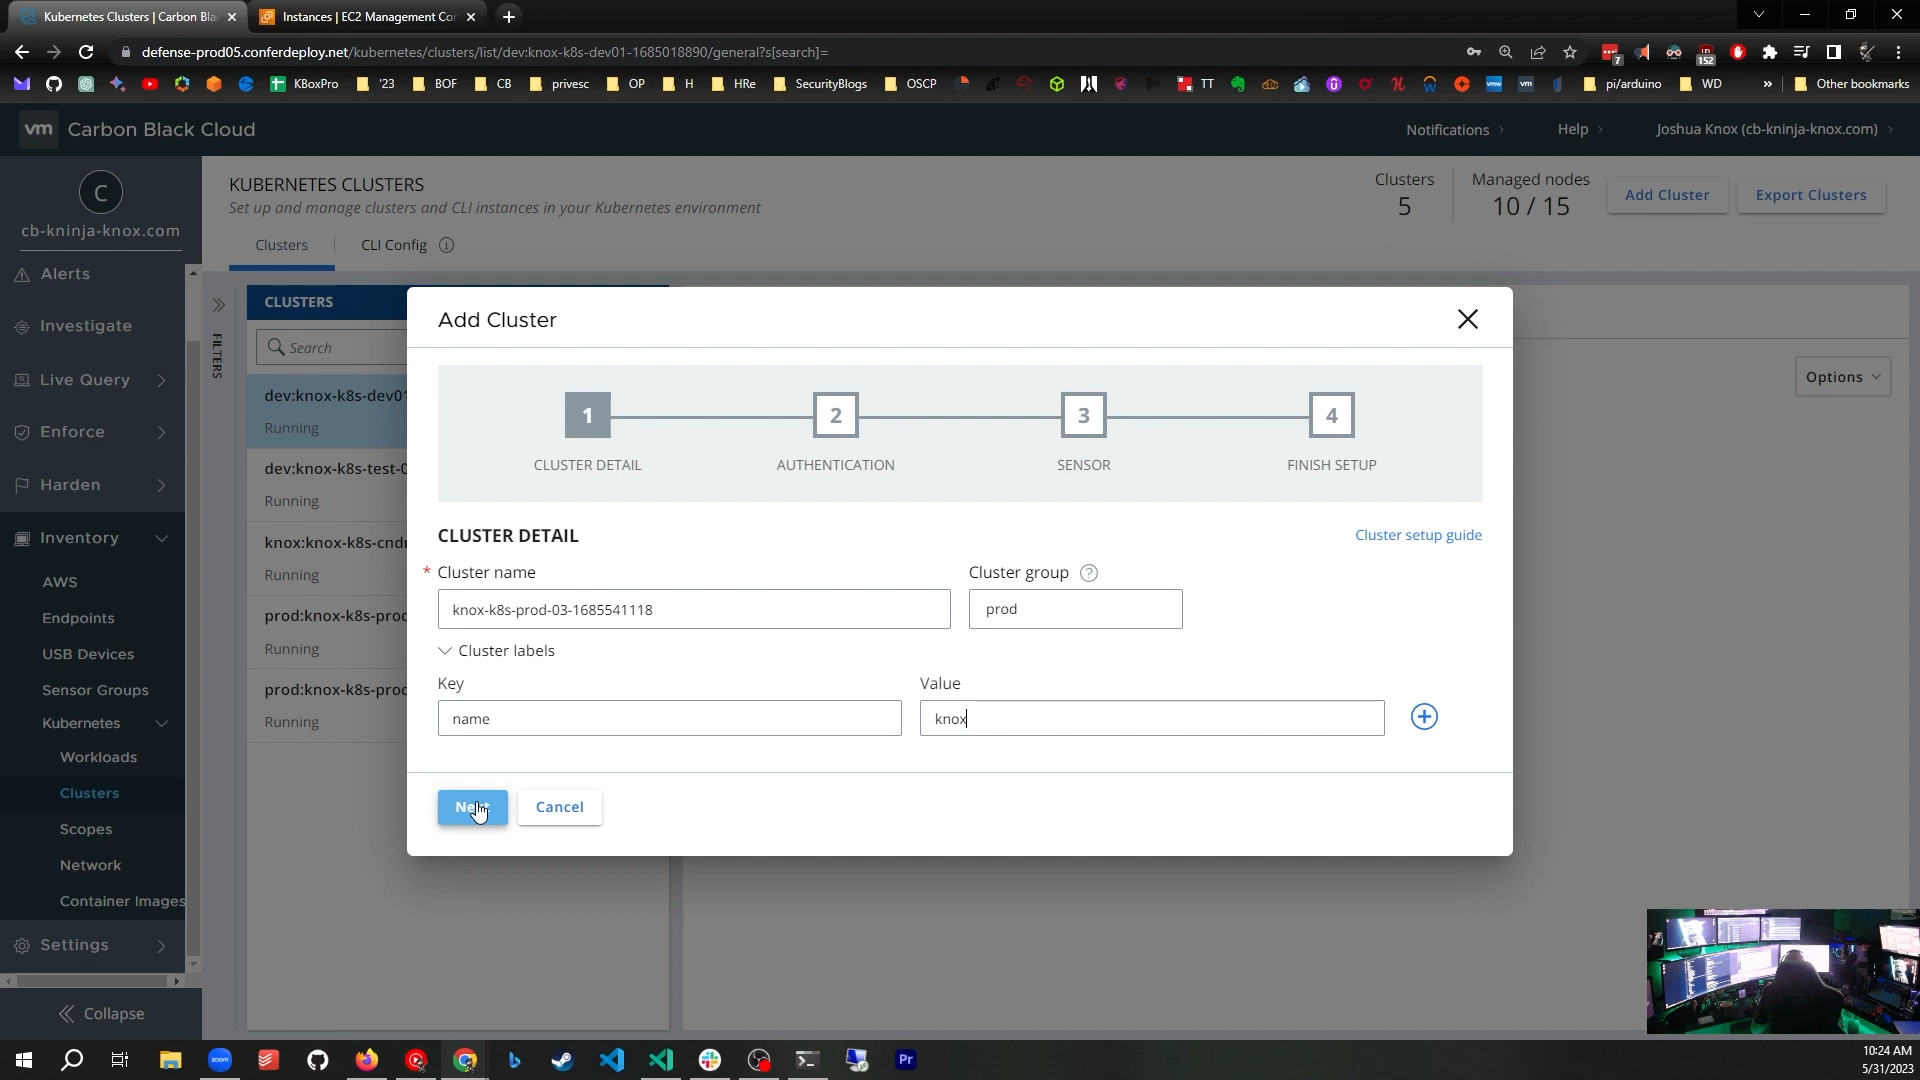 Kubernetes Clusters | Carbon Bla
Instances | EC2 Management Con
defense-prod05.conferdeploy.net/kubernetes/clusters/list/dev:knox-k8s-dev01-1685018890/general?s[search]=
7
152
KBoxPro
'23
BOF
CB
privesc
OP
H
HRe
SecurityBlogs
OSCP
TT
vm
pi/arduino
WD
»
Other bookmarks
vm
Carbon Black Cloud
Notifications
Help
Joshua Knox (cb-kninja-knox.com)
C
cb-kninja-knox.com
Alerts
Investigate
Live Query
Enforce
Harden
Inventory
AWS
Endpoints
USB Devices
Sensor Groups
Kubernetes
Workloads
Clusters
Scopes
Network
Container Images
Settings
Collapse
KUBERNETES CLUSTERS
Set up and manage clusters and CLI instances in your Kubernetes environment
Clusters
5
Managed nodes
10 / 15
Add Cluster
Export Clusters
Clusters
CLI Config
FILTERS
CLUSTERS
Search
dev:knox-k8s-dev01
Running
dev:knox-k8s-test-0
Running
knox:knox-k8s-cndr
Running
prod:knox-k8s-prod
Running
prod:knox-k8s-prod
Running
Options
Add Cluster
1
2
3
4
CLUSTER DETAIL
AUTHENTICATION
SENSOR
FINISH SETUP
CLUSTER DETAIL
Cluster setup guide
* Cluster name
Cluster group ?
knox-k8s-prod-03-1685541118
prod
Cluster labels
Key
Value
name
knox
Next
Cancel
zoom
Pr
10:24 AM
5/31/2023